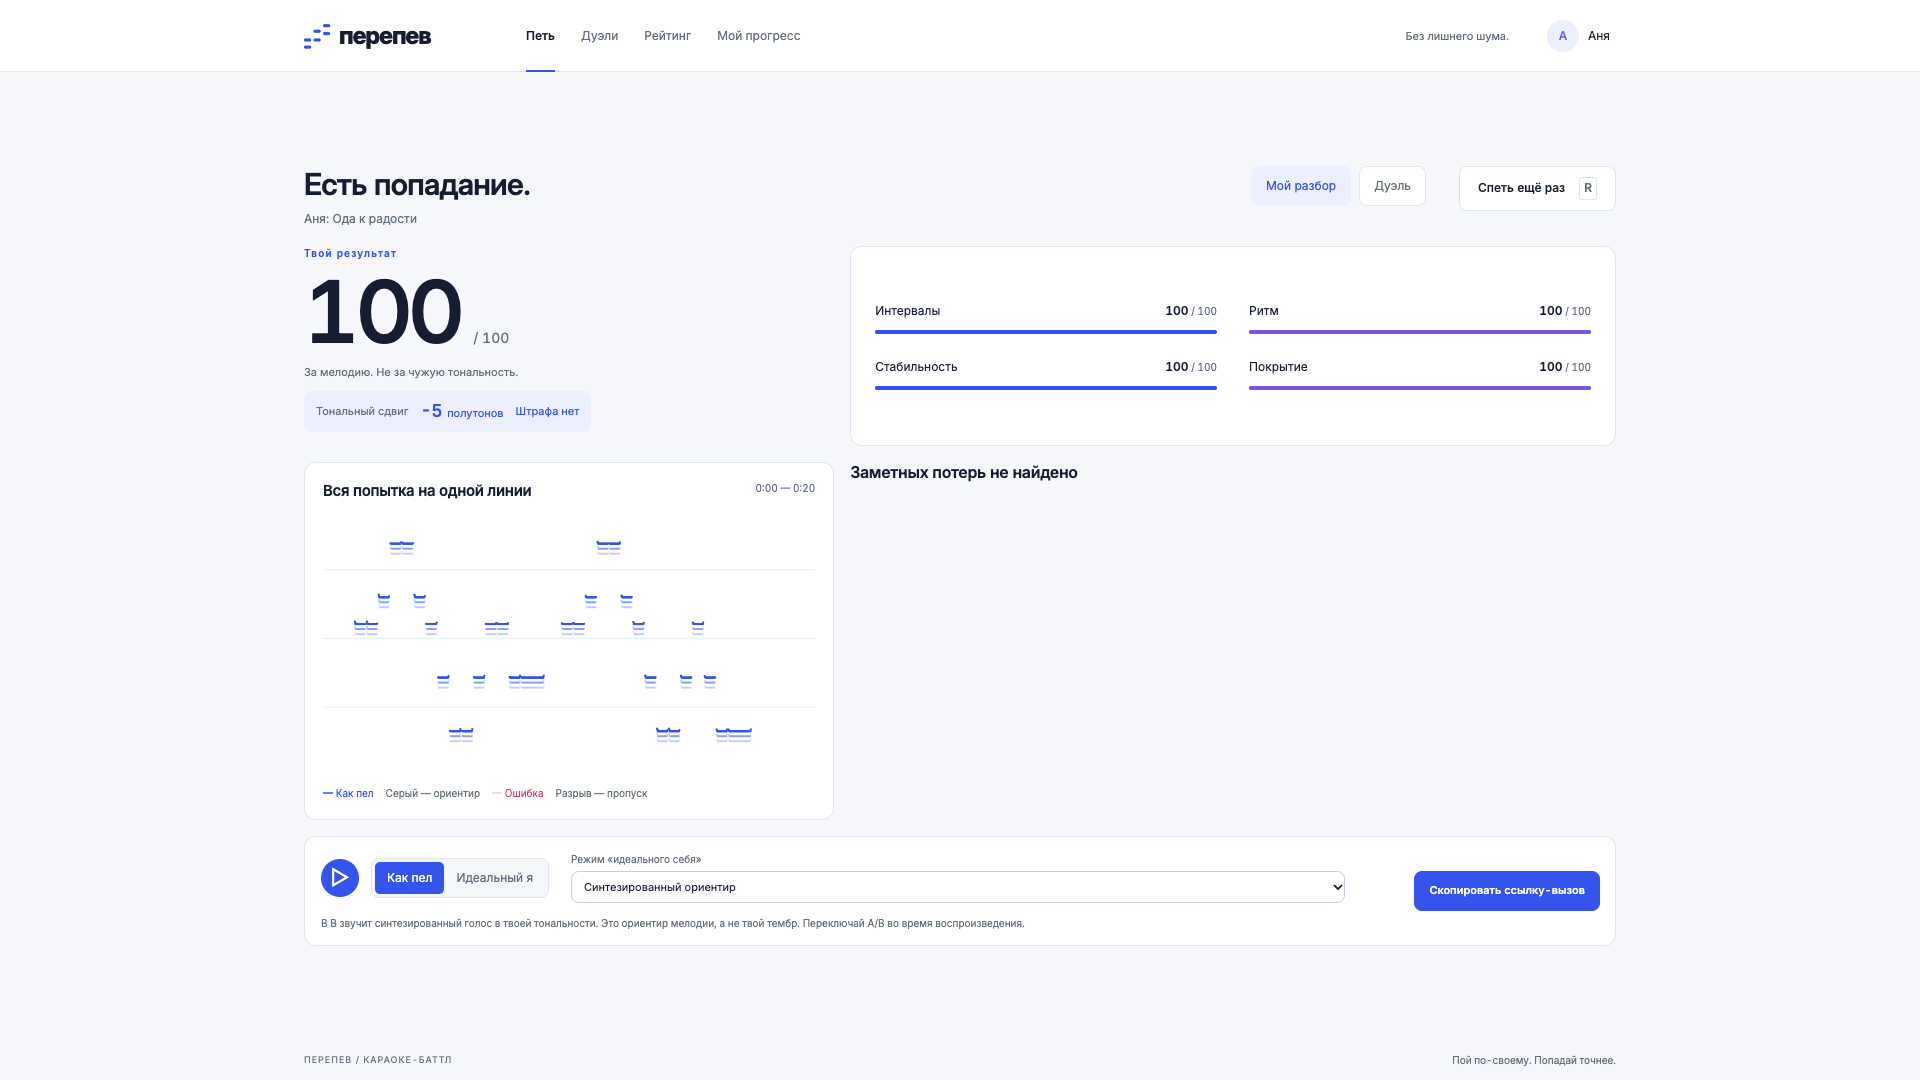 перепев
Петь
Дуэли
Рейтинг
Мой прогресс
Без лишнего шума.
А
Аня
Есть попадание.
Аня: Ода к радости
Мой разбор
Дуэль
Спеть ещё раз R
Твой результат
100 / 100
За мелодию. Не за чужую тональность.
Тональный сдвиг -5 полутонов Штрафа нет
Интервалы 100 / 100
Ритм 100 / 100
Стабильность 100 / 100
Покрытие 100 / 100
Вся попытка на одной линии
0:00 — 0:20
— Как пел Серый — ориентир — Ошибка Разрыв — пропуск
Заметных потерь не найдено
Как пел
Идеальный я
Режим «идеального себя»
Синтезированный ориентир
Скопировать ссылку-вызов
В B звучит синтезированный голос в твоей тональности. Это ориентир мелодии, а не твой тембр. Переключай A/B во время воспроизведения.
ПЕРЕПЕВ / КАРАОКЕ-БАТТЛ
Пой по-своему. Попадай точнее.